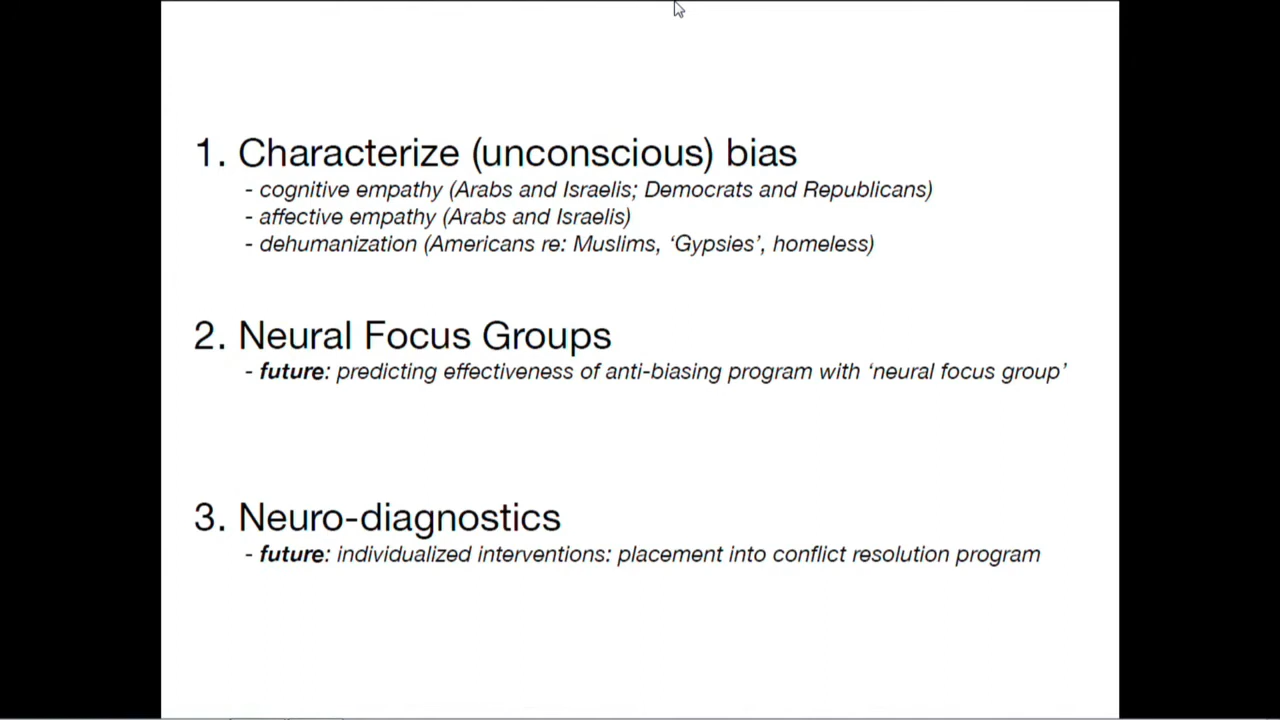 1. Characterize (unconscious) bias
- cognitive empathy (Arabs and Israelis; Democrats and Republicans)
- affective empathy (Arabs and Israelis)
- dehumanization (Americans re: Muslims, ‘Gypsies’, homeless)
2. Neural Focus Groups
- future: predicting effectiveness of anti-biasing program with ‘neural focus group’
3. Neuro-diagnostics
- future: individualized interventions: placement into conflict resolution program